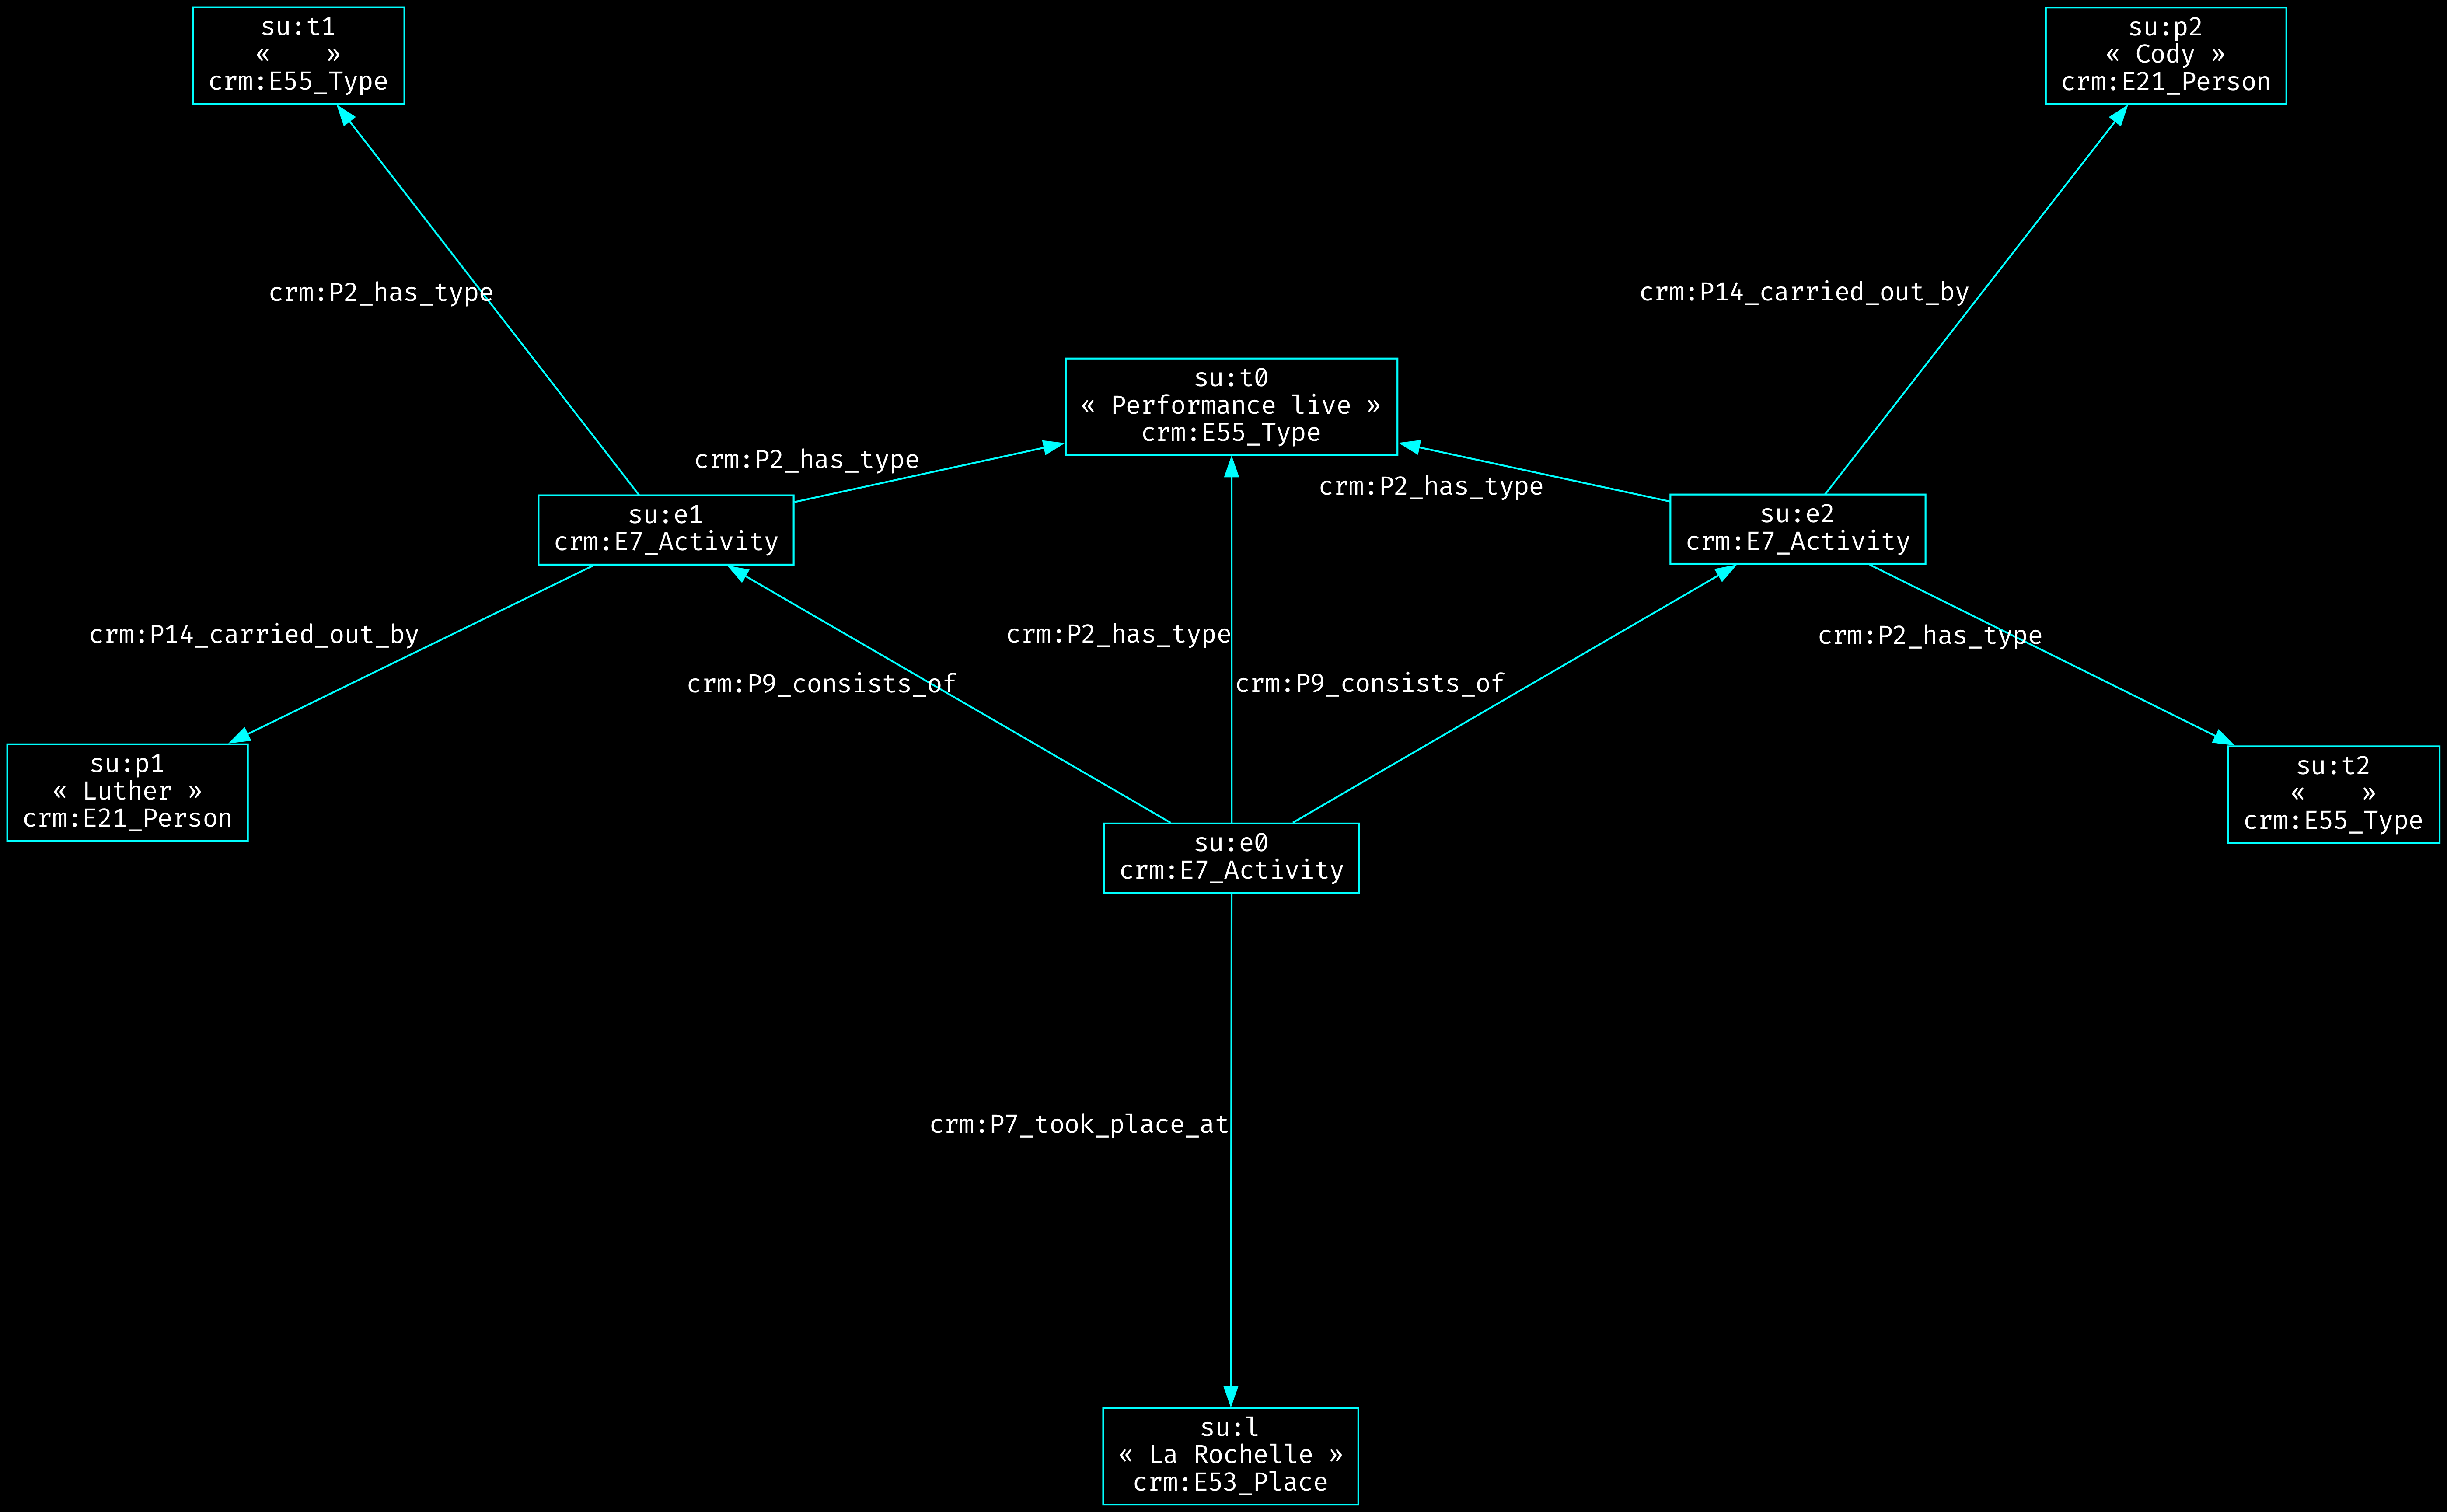 su:t1
«    »
crm:E55_Type
su:p2
« Cody »
crm:E21_Person
crm:P2_has_type
crm:P14_carried_out_by
su:t0
« Performance live »
crm:E55_Type
crm:P2_has_type
crm:P2_has_type
su:e1
crm:E7_Activity
su:e2
crm:E7_Activity
crm:P14_carried_out_by
crm:P2_has_type
crm:P2_has_type
crm:P9_consists_of
crm:P9_consists_of
su:p1
« Luther »
crm:E21_Person
su:t2
«    »
crm:E55_Type
su:e0
crm:E7_Activity
crm:P7_took_place_at
su:l
« La Rochelle »
crm:E53_Place